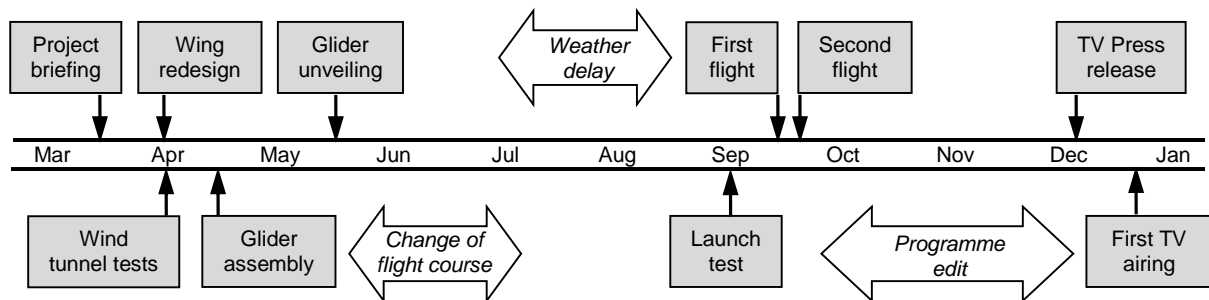 Project
briefing
Wing
redesign
Glider
unveiling
Weather
delay
First
flight
Second
flight
TV Press
release
Mar Apr May Jun Jul Aug Sep Oct Nov Dec Jan
Wind
tunnel tests
Glider
assembly
Change of
flight course
Launch
test
Programme
edit
First TV
airing